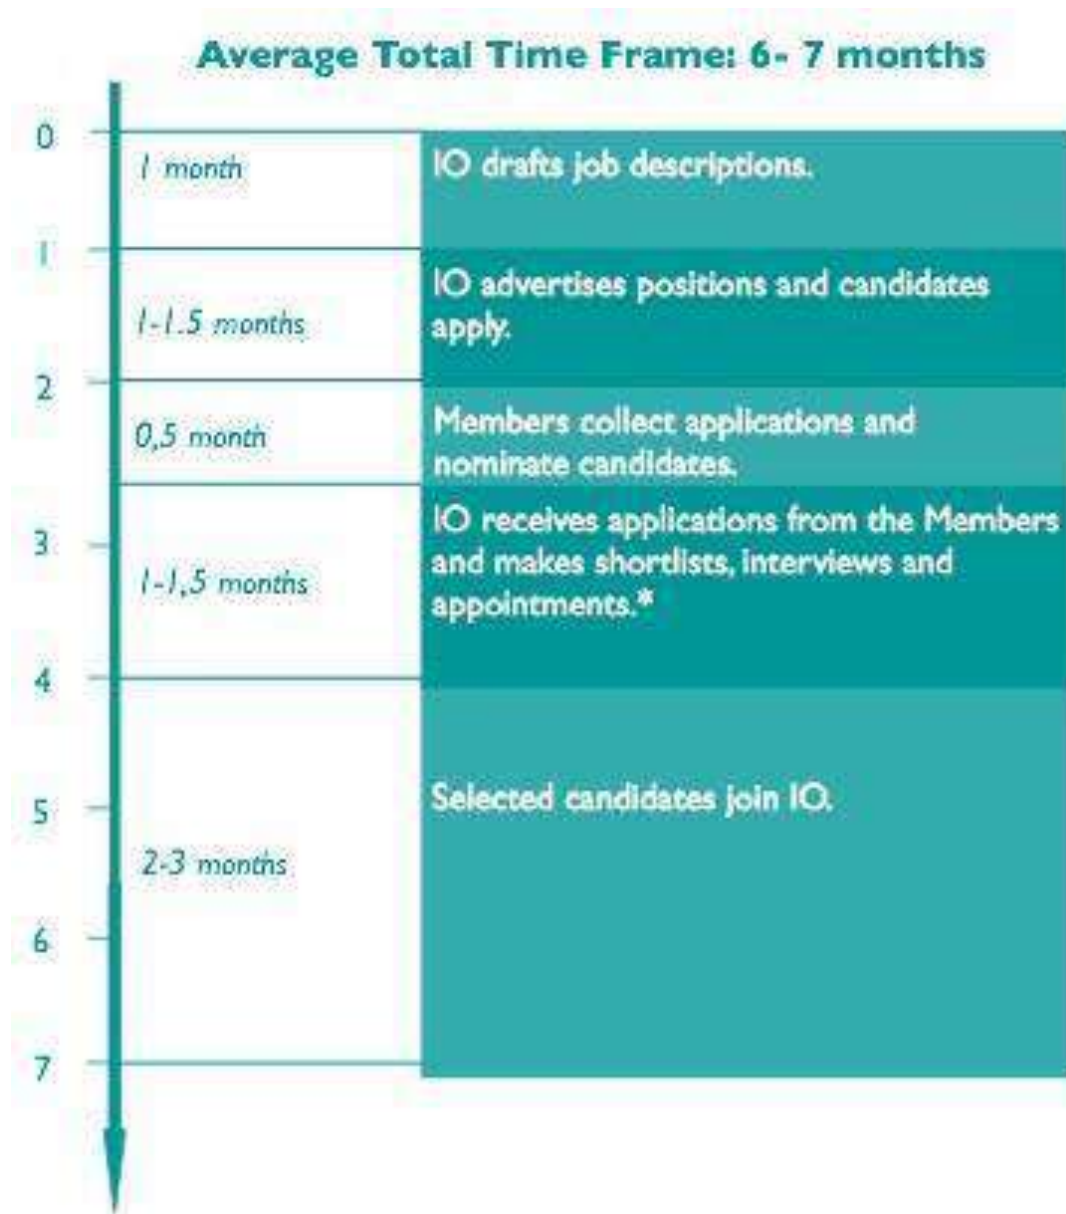 Average Total Time Frame: 6- 7 months
0
1 month
IO drafts job descriptions.
1
IO advertises positions and candidates
apply.
1-1.5 months
2
Members collect applications and
nominate candidates.
0,5 month
IO receives applications from the Members
and makes shortlists, interviews and
appointments.*
3
1-1,5 months
4
Selected candidates join IO.
5
2-3 months
6
7